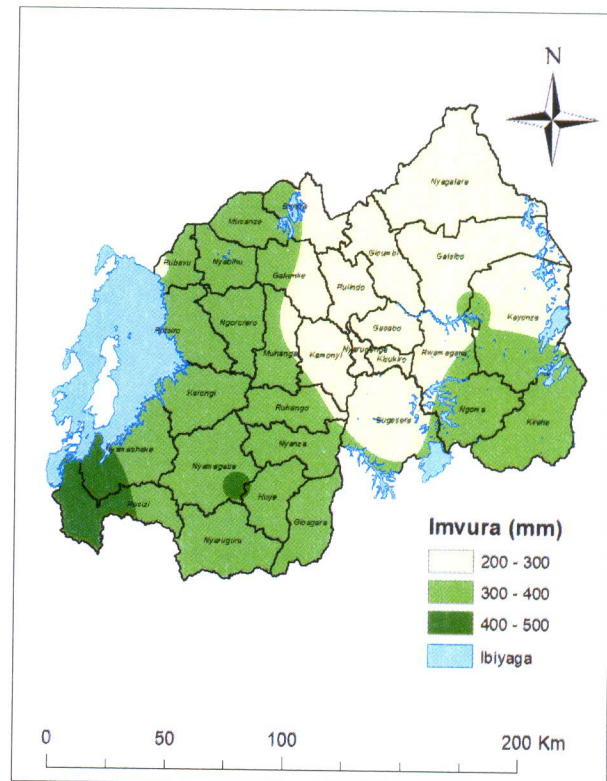 N
Nyagatare
Burera
Musanze
Gicumbi
Gatsibo
Rubavu
Nyabihu
Gakenke
Rulindo
Kayonza
Rutsiro
Ngororero
Gasabo
Muhanga
Kamonyi
Nyarugenge
Kicukiro
Rwamagana
Karongi
Ruhango
Bugesera
Ngoma
Kirehe
Nyamasheke
Nyamagabe
Nyanza
Rusizi
Huye
Gisagara
Nyaruguru
Imvura (mm)
200 - 300
300 - 400
400 - 500
Ibiyaga
0 50 100 200 Km